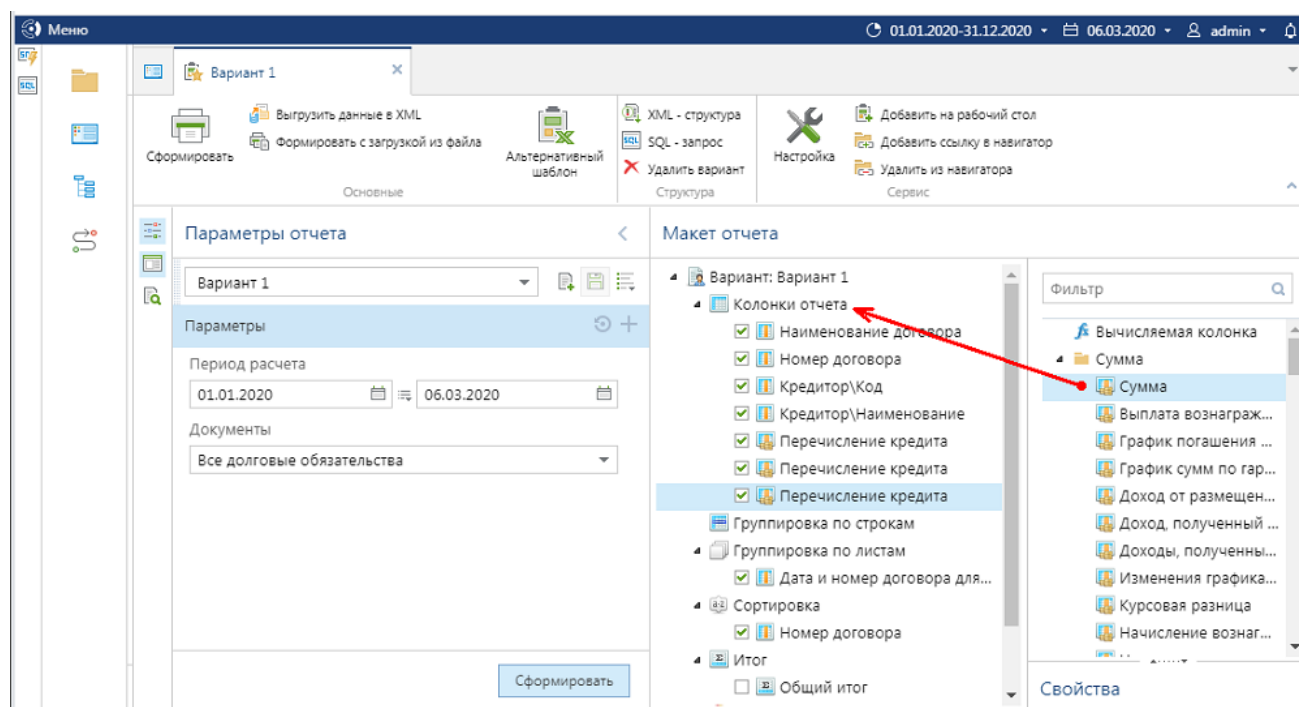 Меню
01.01.2020-31.12.2020
06.03.2020
admin
Вариант 1
Сформировать
Выгрузить данные в XML
Формировать с загрузкой из файла
Альтернативный
шаблон
Основные
XML - структура
SQL - запрос
Удалить вариант
Структура
Настройка
Добавить на рабочий стол
Добавить ссылку в навигатор
Удалить из навигатора
Сервис
Параметры отчета
Вариант 1
Параметры
Период расчета
01.01.2020
06.03.2020
Документы
Все долговые обязательства
Сформировать
Макет отчета
Вариант: Вариант 1
Колонки отчета
Наименование договора
Номер договора
Кредитор\Код
Кредитор\Наименование
Перечисление кредита
Перечисление кредита
Перечисление кредита
Группировка по строкам
Группировка по листам
Дата и номер договора для...
Сортировка
Номер договора
Итог
Общий итог
Фильтр
Вычисляемая колонка
Сумма
Сумма
Выплата вознаграж...
График погашения ...
График сумм по гар...
Доход от размещен...
Доход, полученный ...
Доходы, полученны...
Изменения графика...
Курсовая разница
Начисление вознаг...
Свойства